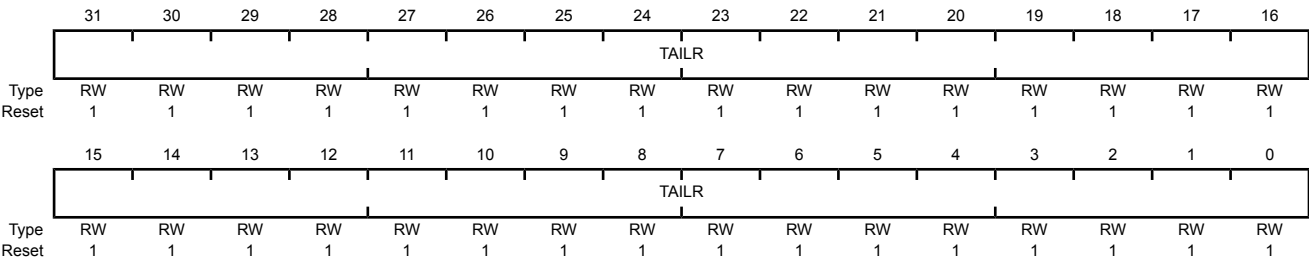 31 30 29 28 27 26 25 24 23 22 21 20 19 18 17 16
TAILR
Type RW RW RW RW RW RW RW RW RW RW RW RW RW RW RW RW
Reset 1 1 1 1 1 1 1 1 1 1 1 1 1 1 1 1
15 14 13 12 11 10 9 8 7 6 5 4 3 2 1 0
TAILR
Type RW RW RW RW RW RW RW RW RW RW RW RW RW RW RW RW
Reset 1 1 1 1 1 1 1 1 1 1 1 1 1 1 1 1